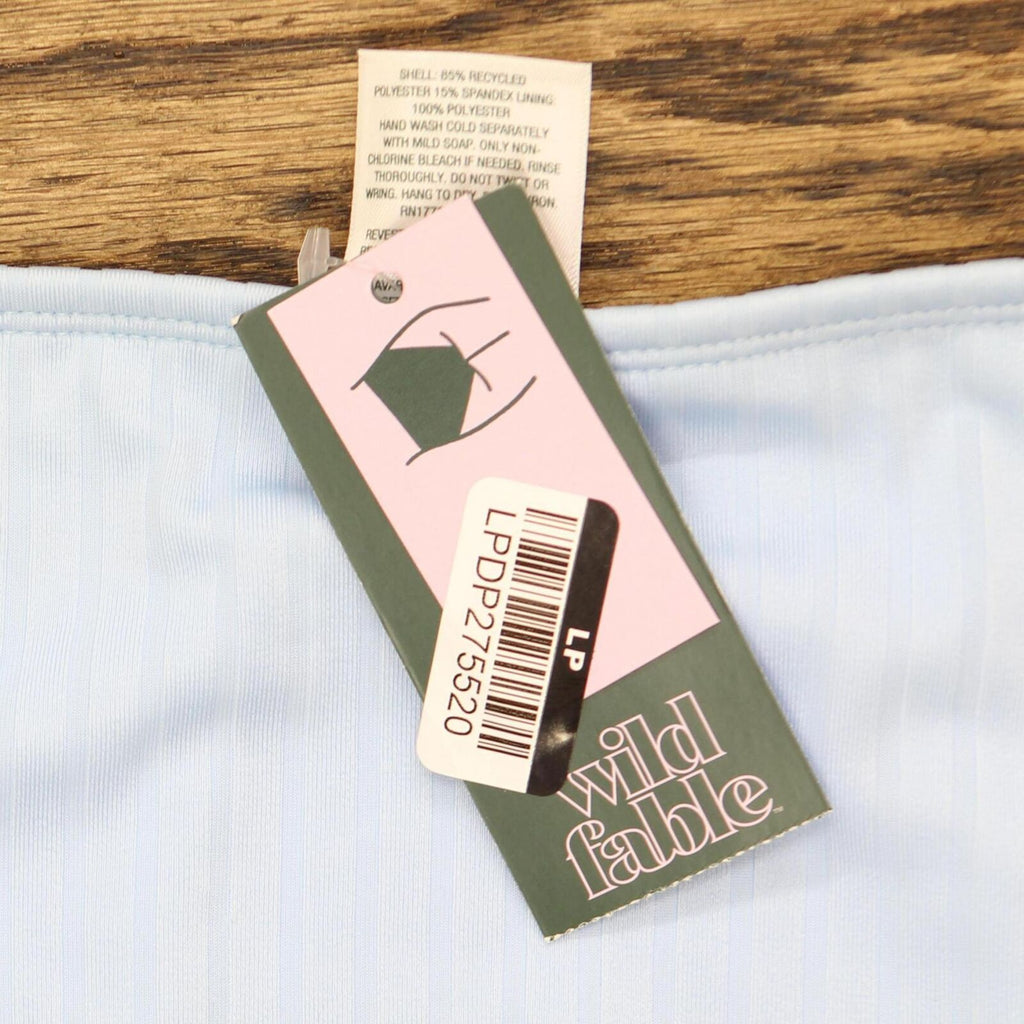 SHELL: 85% RECYCLED
POLYESTER 15% SPANDEX LINING:
100% POLYESTER
HAND WASH COLD SEPARATELY
WITH MILD SOAP. ONLY NON-
CHLORINE BLEACH IF NEEDED. RINSE
THOROUGHLY. DO NOT TWIST OR
WRING. HANG TO DRY. IRON.
LP
LPDP275520
wild
fable